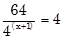 64/4^(x+1) = 4